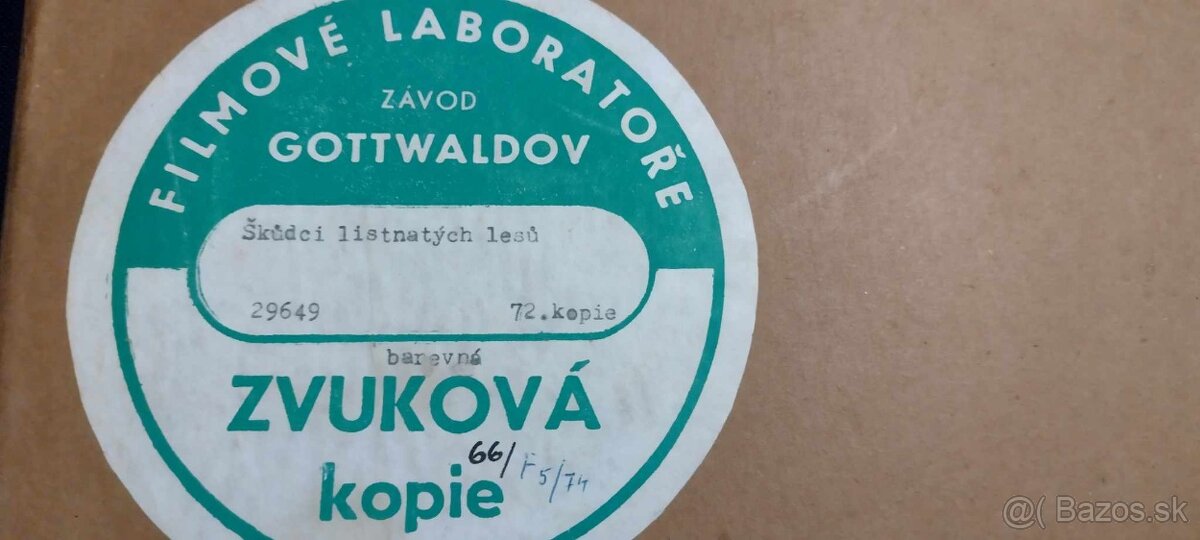 FILMOVÉ LABORATOŘE
ZÁVOD
GOTTWALDOV
Škůdci listnatých lesů
29649 72.kopie
barevná
ZVUKOVÁ
kopie
66/F5/74
@( Bazos.sk